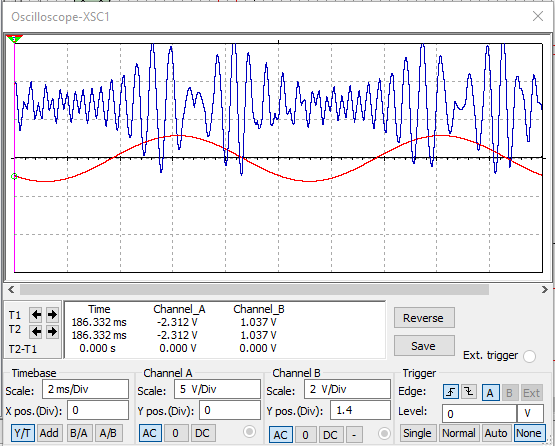 Oscilloscope-XSC1
T1
T2
T2-T1
Time Channel_A Channel_B
186.332 ms -2.312 V 1.037 V
186.332 ms -2.312 V 1.037 V
0.000 s 0.000 V 0.000 V
Reverse
Save
Ext. trigger
Timebase
Scale: 2 ms/Div
X pos.(Div): 0
Y/T Add B/A A/B
Channel A
Scale: 5 V/Div
Y pos.(Div): 0
AC 0 DC
Channel B
Scale: 2 V/Div
Y pos.(Div): 1.4
AC 0 DC -
Trigger
Edge: A B Ext
Level: 0 V
Single Normal Auto None